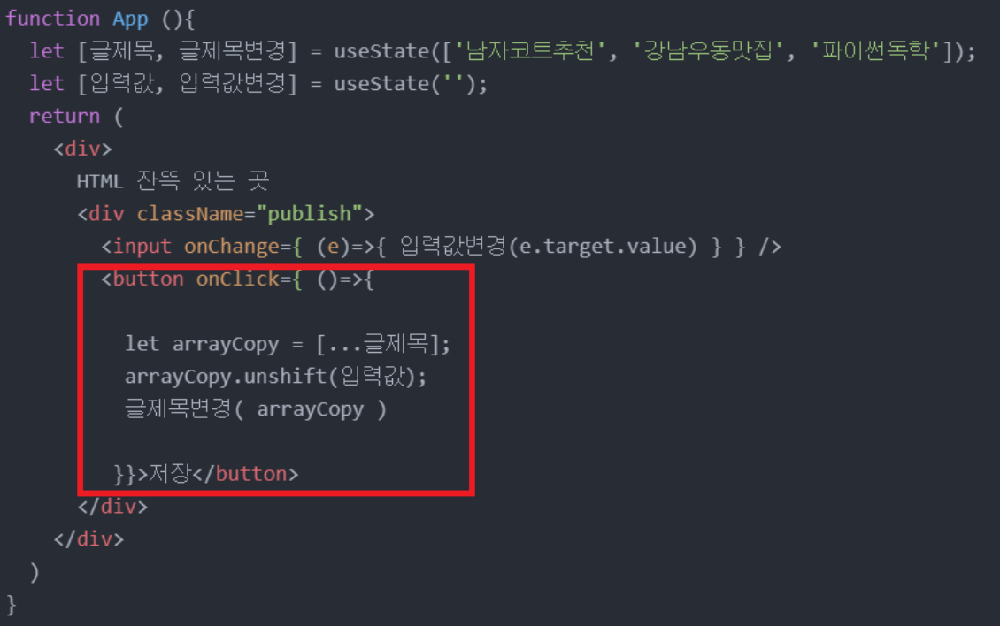 function App (){
let [글제목, 글제목변경] = useState(['남자코트추천', '강남우동맛집', '파이썬독학']);
let [입력값, 입력값변경] = useState('');
return (
<div>
HTML 잔뜩 있는 곳
<div className="publish">
<input onChange={ (e)=>{ 입력값변경(e.target.value) } } />
<button onClick={ ()=>{
let arrayCopy = [...글제목];
arrayCopy.unshift(입력값);
글제목변경( arrayCopy )
}}>저장</button>
</div>
</div>
)
}